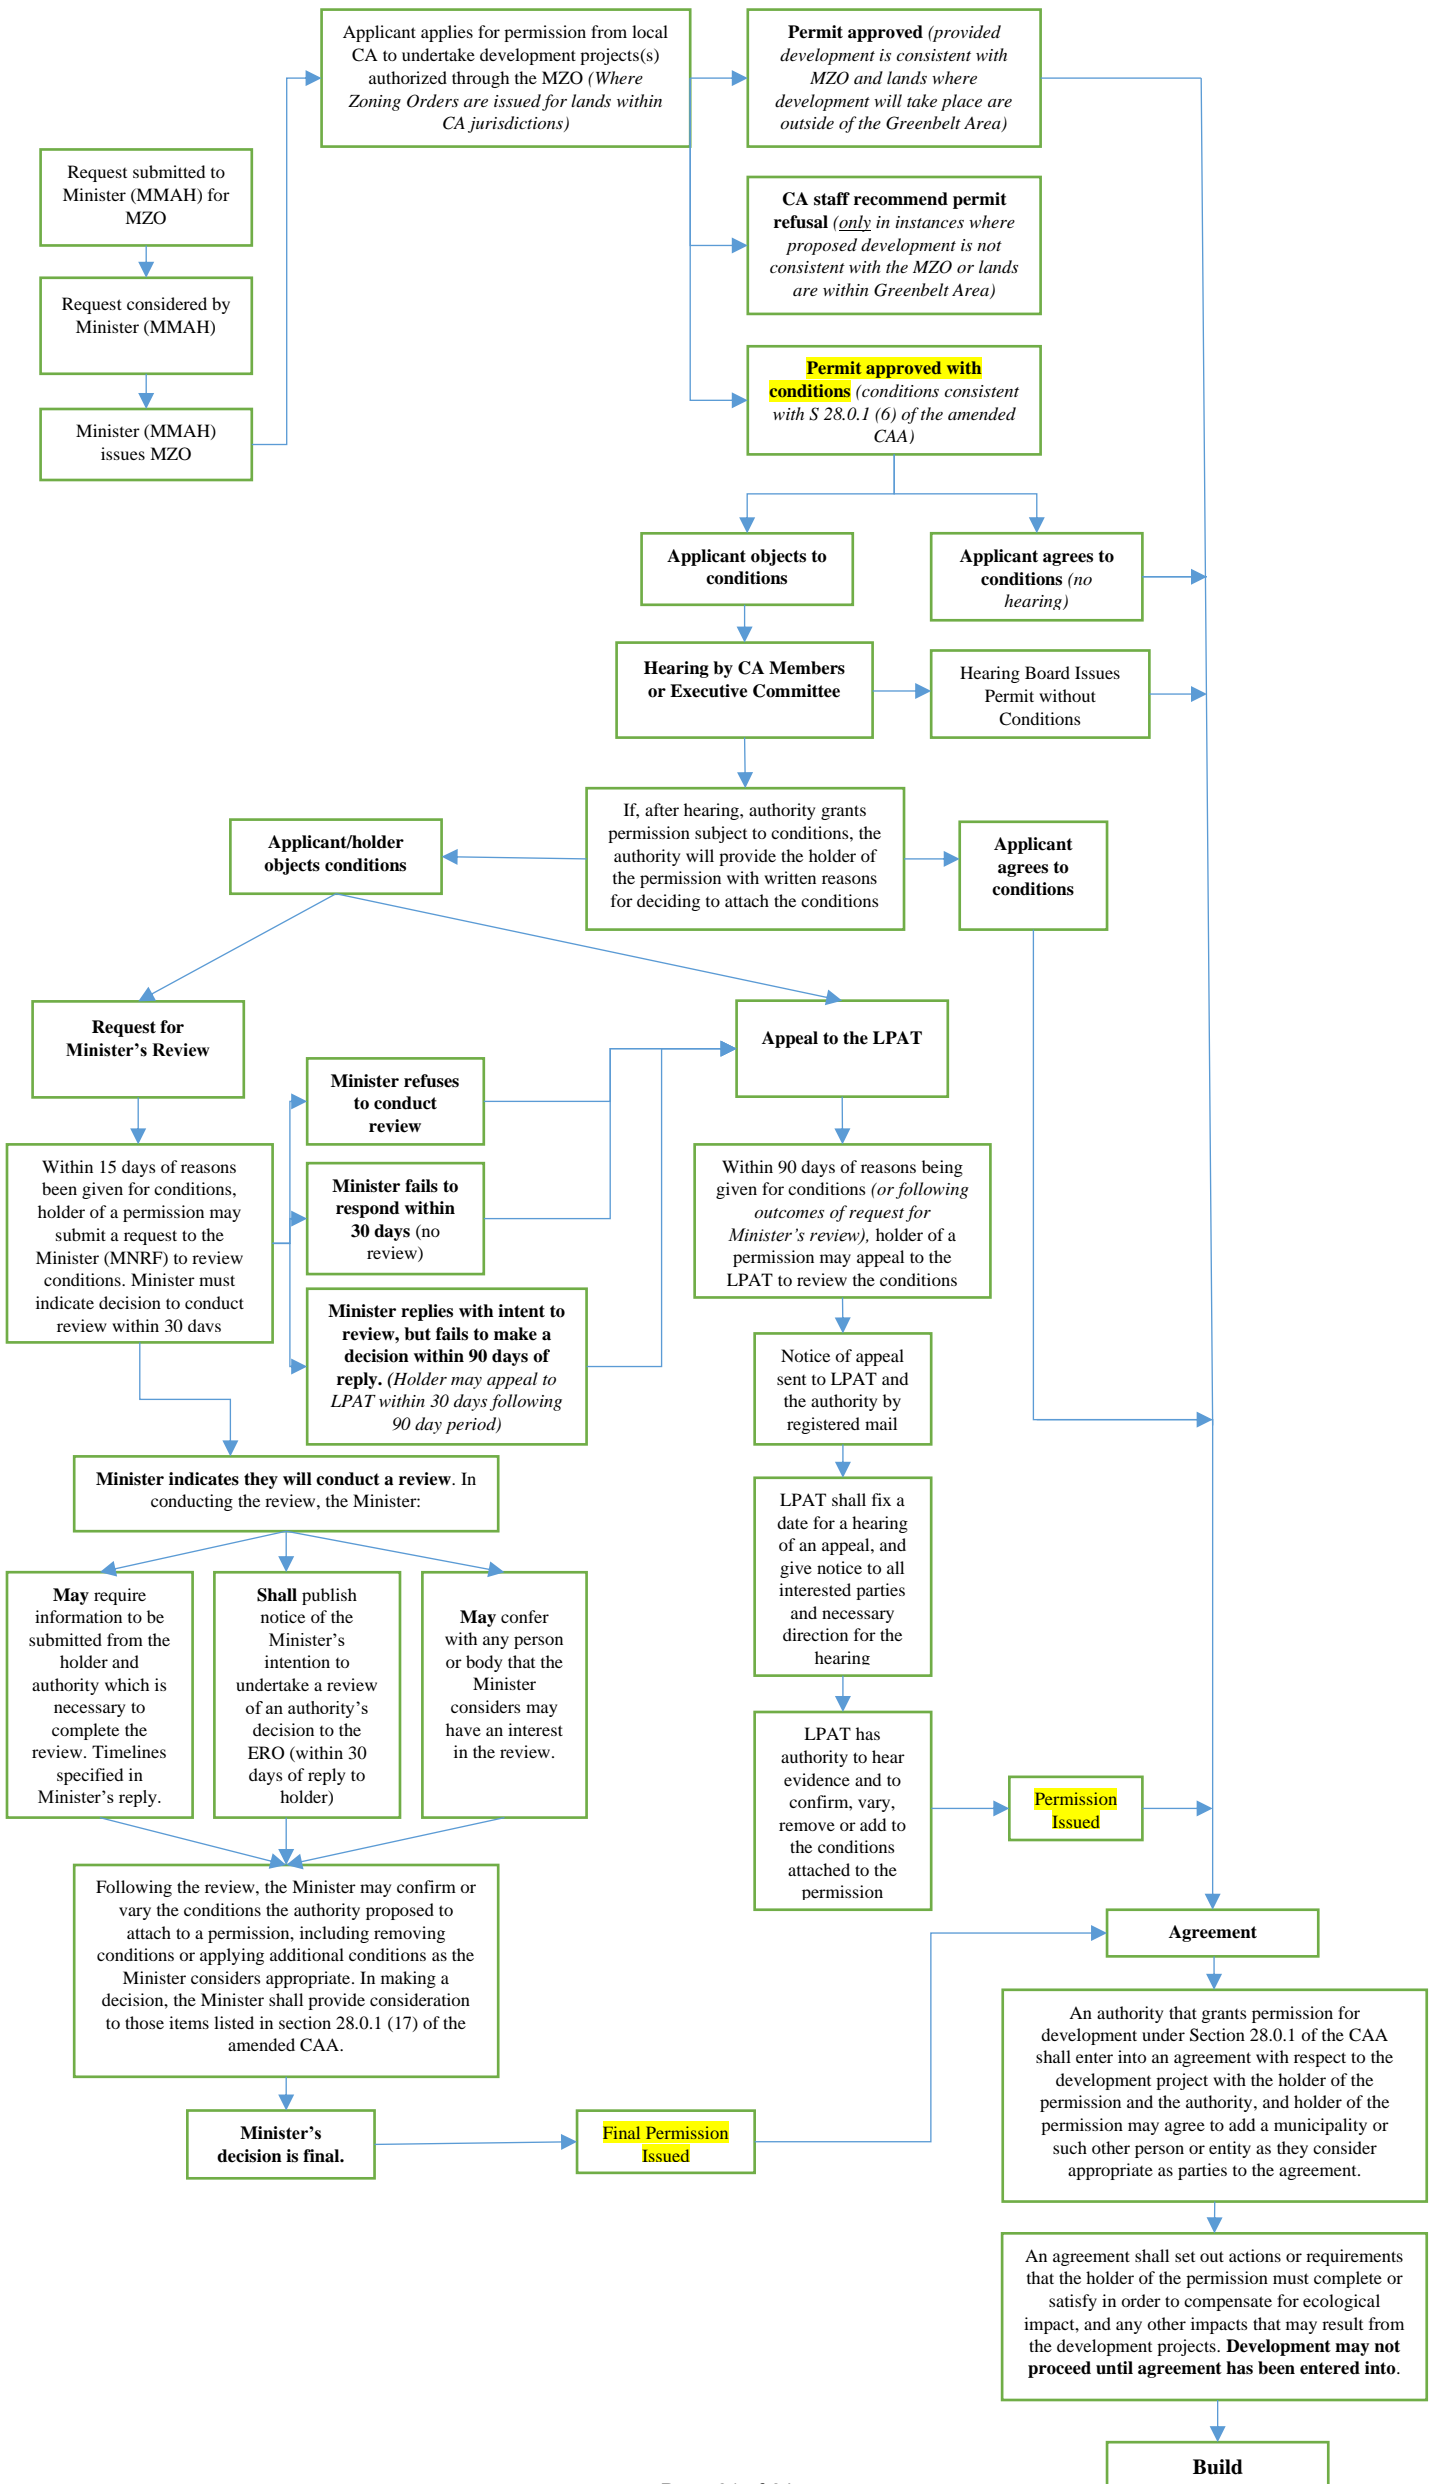 Applicant applies for permission from local
CA to undertake development projects(s)
authorized through the MZO (Where
Zoning Orders are issued for lands within
CA jurisdictions)
Permit approved (provided
development is consistent with
MZO and lands where
development will take place are
outside of the Greenbelt Area)
Request submitted to
Minister (MMAH) for
MZO
CA staff recommend permit
refusal (only in instances where
proposed development is not
consistent with the MZO or lands
are within Greenbelt Area)
Request considered by
Minister (MMAH)
Permit approved with
conditions (conditions consistent
with S 28.0.1 (6) of the amended
CAA)
Minister (MMAH)
issues MZO
Applicant objects to
conditions
Applicant agrees to
conditions (no
hearing)
Hearing by CA Members
or Executive Committee
Hearing Board Issues
Permit without
Conditions
If, after hearing, authority grants
permission subject to conditions, the
authority will provide the holder of
the permission with written reasons
for deciding to attach the conditions
Applicant/holder
objects conditions
Applicant
agrees to
conditions
Request for
Minister's Review
Appeal to the LPAT
Minister refuses
to conduct
review
Within 15 days of reasons
been given for conditions,
holder of a permission may
submit a request to the
Minister (MNRF) to review
conditions. Minister must
indicate decision to conduct
review within 30 days
Minister fails to
respond within
30 days (no
review)
Within 90 days of reasons being
given for conditions (or following
outcomes of request for
Minister's review), holder of a
permission may appeal to the
LPAT to review the conditions
Minister replies with intent to
review, but fails to make a
decision within 90 days of
reply. (Holder may appeal to
LPAT within 30 days following
90 day period)
Notice of appeal
sent to LPAT and
the authority by
registered mail
Minister indicates they will conduct a review. In
conducting the review, the Minister:
LPAT shall fix a
date for a hearing
of an appeal, and
give notice to all
interested parties
and necessary
direction for the
hearing
May require
information to be
submitted from the
holder and
authority which is
necessary to
complete the
review. Timelines
specified in
Minister's reply.
Shall publish
notice of the
Minister's
intention to
undertake a review
of an authority's
decision to the
ERO (within 30
days of reply to
holder)
May confer
with any person
or body that the
Minister
considers may
have an interest
in the review.
LPAT has
authority to hear
evidence and to
confirm, vary,
remove or add to
the conditions
attached to the
permission
Permission
Issued
Following the review, the Minister may confirm or
vary the conditions the authority proposed to
attach to a permission, including removing
conditions or applying additional conditions as the
Minister considers appropriate. In making a
decision, the Minister shall provide consideration
to those items listed in section 28.0.1 (17) of the
amended CAA.
Agreement
An authority that grants permission for
development under Section 28.0.1 of the CAA
shall enter into an agreement with respect to the
development project with the holder of the
permission and the authority, and holder of the
permission may agree to add a municipality or
such other person or entity as they consider
appropriate as parties to the agreement.
Minister's
decision is final.
Final Permission
Issued
An agreement shall set out actions or requirements
that the holder of the permission must complete or
satisfy in order to compensate for ecological
impact, and any other impacts that may result from
the development projects. Development may not
proceed until agreement has been entered into.
Build